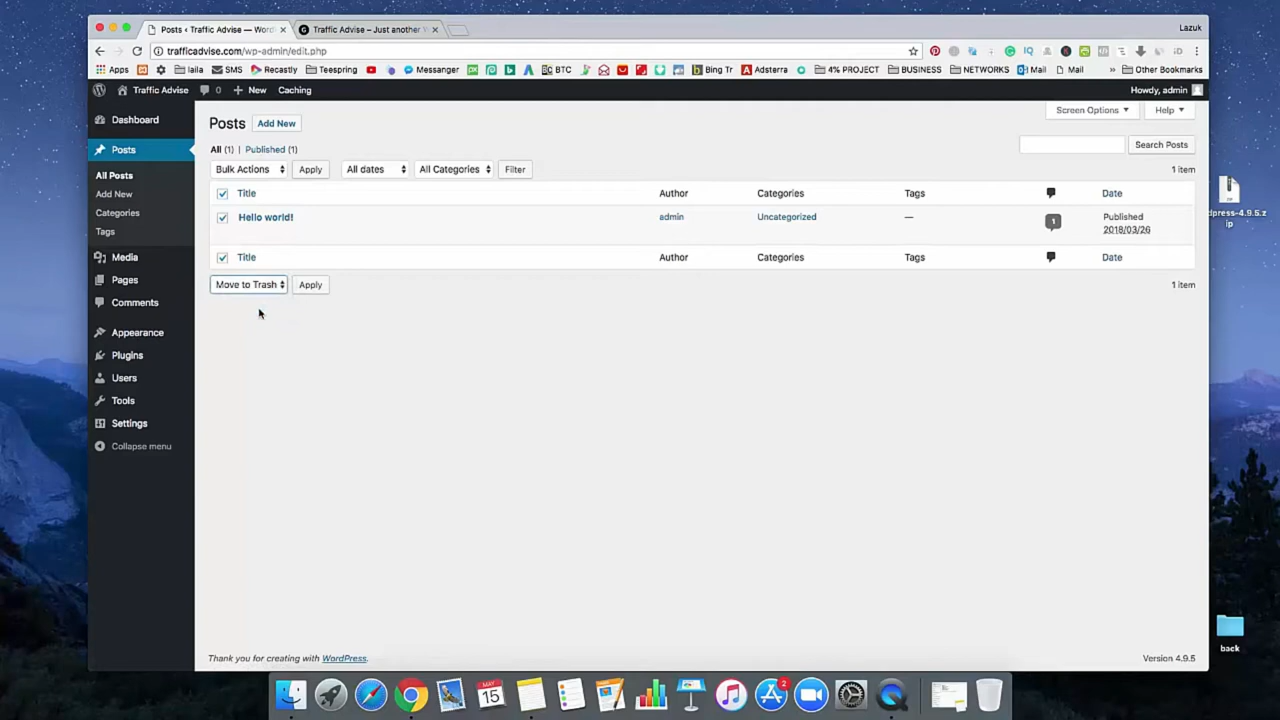 Posts ‹ Traffic Advise — Word
Traffic Advise – Just another
Lazuk
trafficadvise.com/wp-admin/edit.php
Apps
laila
SMS
Recastly
Teespring
Messanger
BTC
Bing Tr
Adsterra
4% PROJECT
BUSINESS
NETWORKS
Mail
Mail
»
Other Bookmarks
Traffic Advise
0
New
Caching
Howdy, admin
Dashboard
Posts
All Posts
Add New
Categories
Tags
Media
Pages
Comments
Appearance
Plugins
Users
Tools
Settings
Collapse menu
Screen Options
Help
Posts
Add New
All (1) | Published (1)
Search Posts
Bulk Actions
Apply
All dates
All Categories
Filter
1 item
Title
Author
Categories
Tags
Date
Hello world!
admin
Uncategorized
—
1
Published
2018/03/26
Title
Author
Categories
Tags
Date
Move to Trash
Apply
1 item
Thank you for creating with WordPress.
Version 4.9.5
dpress-4.9.5.z
ip
back
MAY
15
2